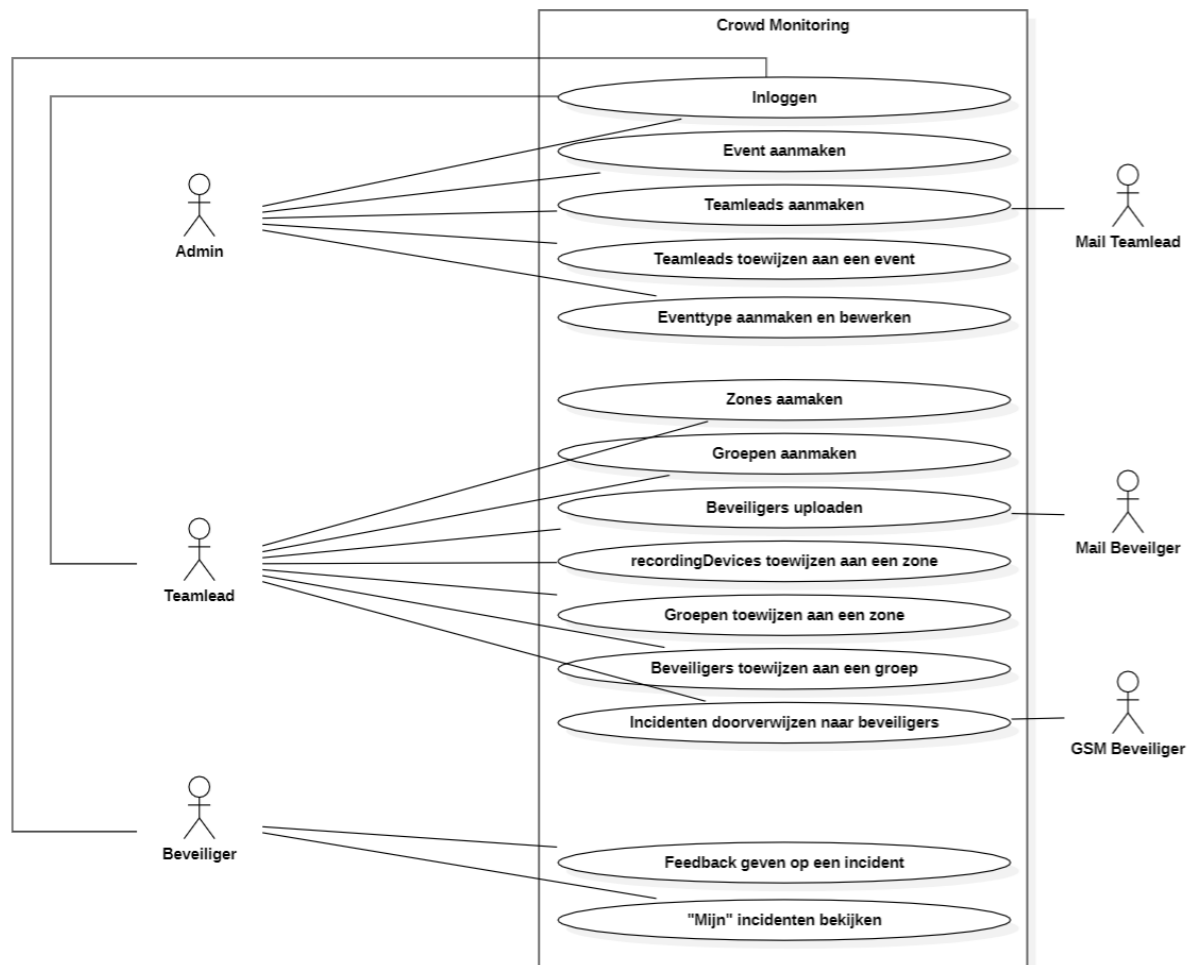 Crowd Monitoring
Inloggen
Event aanmaken
Teamleads aanmaken
Teamleads toewijzen aan een event
Eventtype aanmaken en bewerken
Zones aamaken
Groepen aanmaken
Beveiligers uploaden
recordingDevices toewijzen aan een zone
Groepen toewijzen aan een zone
Beveiligers toewijzen aan een groep
Incidenten doorverwijzen naar beveiligers
Feedback geven op een incident
"Mijn" incidenten bekijken
Admin
Teamlead
Beveiliger
Mail Teamlead
Mail Beveilger
GSM Beveiliger